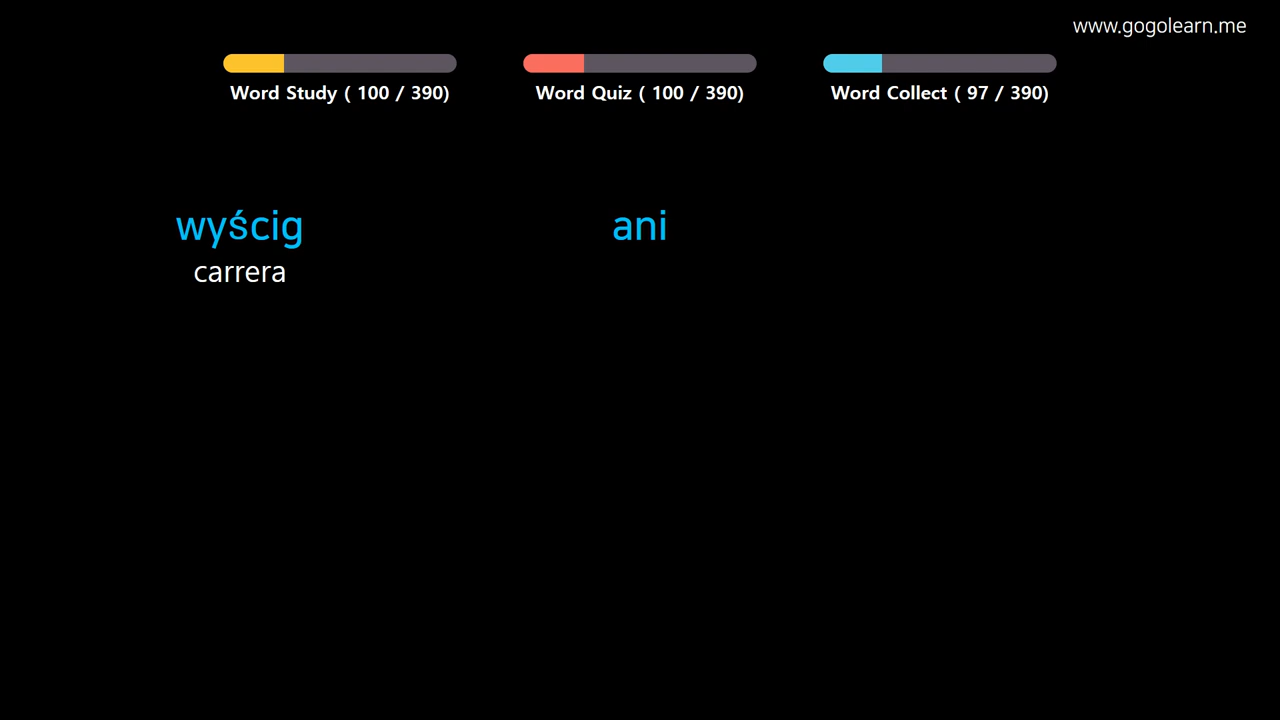 www.gogolearn.me
Word Study ( 100 / 390)
Word Quiz ( 100 / 390)
Word Collect ( 97 / 390)
wyścig
carrera
ani